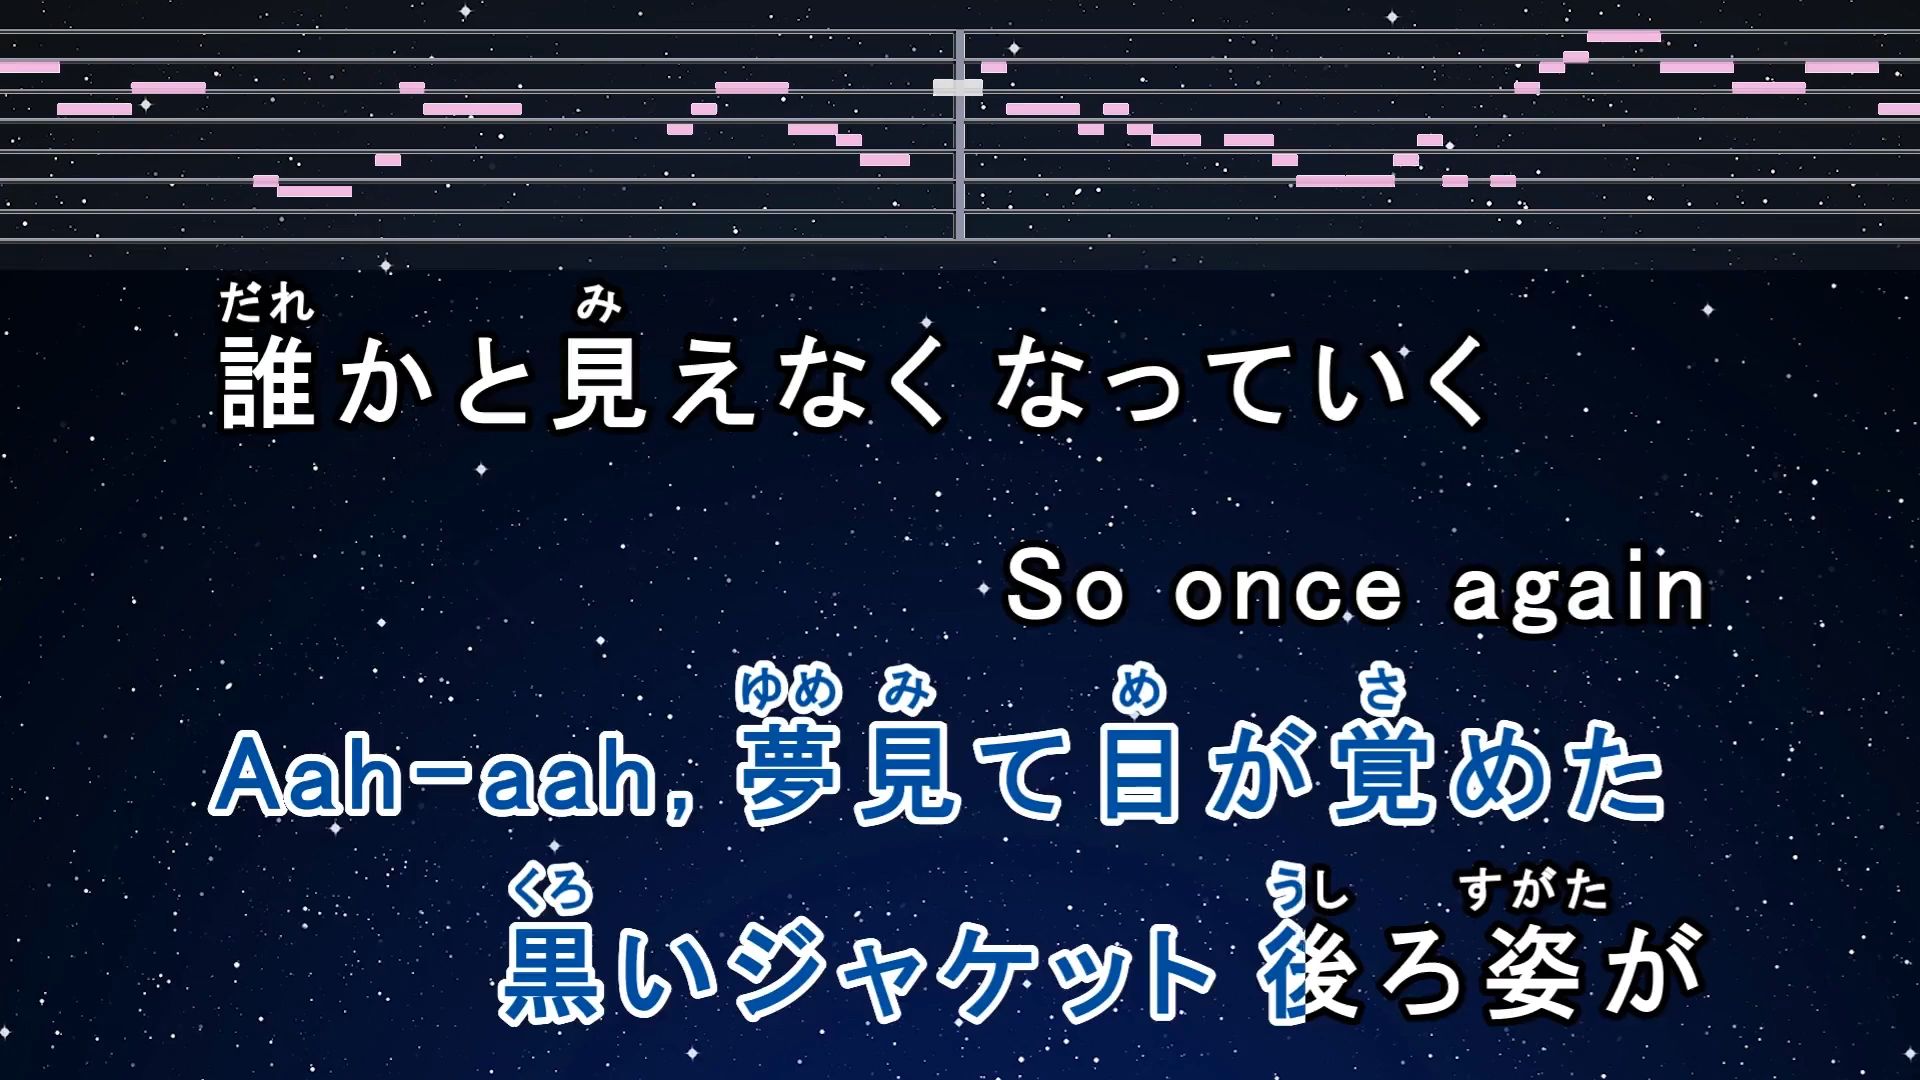 だれ み
誰かと見えなく なっていく
So once again
ゆめ み め さ
Aah-aah, 夢見て目が覚めた
くろ うし すがた
黒いジャケット 後ろ姿が